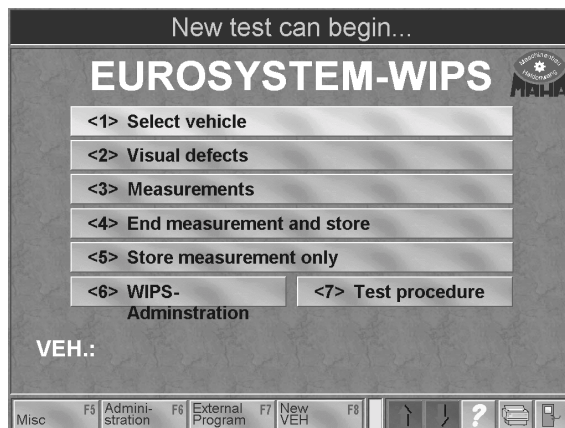 New test can begin...
EUROSYSTEM-WIPS
Maschinenbau
Haldenwang
MAHA
<1> Select vehicle
<2> Visual defects
<3> Measurements
<4> End measurement and store
<5> Store measurement only
<6> WIPS-
Adminstration
<7> Test procedure
VEH.:
Misc F5
Admini- F6
stration
External F7
Program
New F8
VEH
?